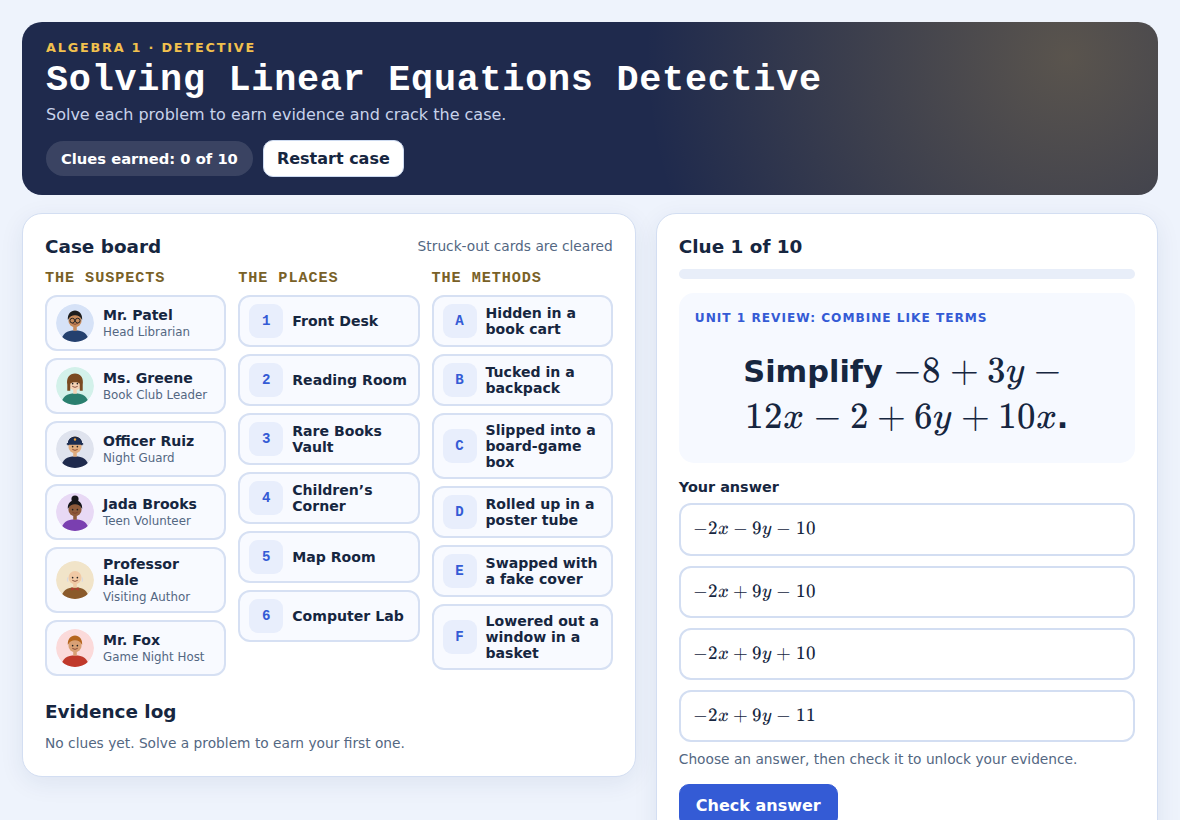 ALGEBRA 1 · DETECTIVE
Solving Linear Equations Detective
Solve each problem to earn evidence and crack the case.
Clues earned: 0 of 10
Restart case
Case board
Struck-out cards are cleared
THE SUSPECTS
Mr. Patel
Head Librarian
Ms. Greene
Book Club Leader
Officer Ruiz
Night Guard
Jada Brooks
Teen Volunteer
Professor
Hale
Visiting Author
Mr. Fox
Game Night Host
THE PLACES
1 Front Desk
2 Reading Room
3 Rare Books
Vault
4 Children’s
Corner
5 Map Room
6 Computer Lab
THE METHODS
A Hidden in a
book cart
B Tucked in a
backpack
C Slipped into a
board-game
box
D Rolled up in a
poster tube
E Swapped with
a fake cover
F Lowered out a
window in a
basket
Evidence log
No clues yet. Solve a problem to earn your first one.
Clue 1 of 10
UNIT 1 REVIEW: COMBINE LIKE TERMS
Simplify −8 + 3y −
12x − 2 + 6y + 10x.
Your answer
−2x − 9y − 10
−2x + 9y − 10
−2x + 9y + 10
−2x + 9y − 11
Choose an answer, then check it to unlock your evidence.
Check answer